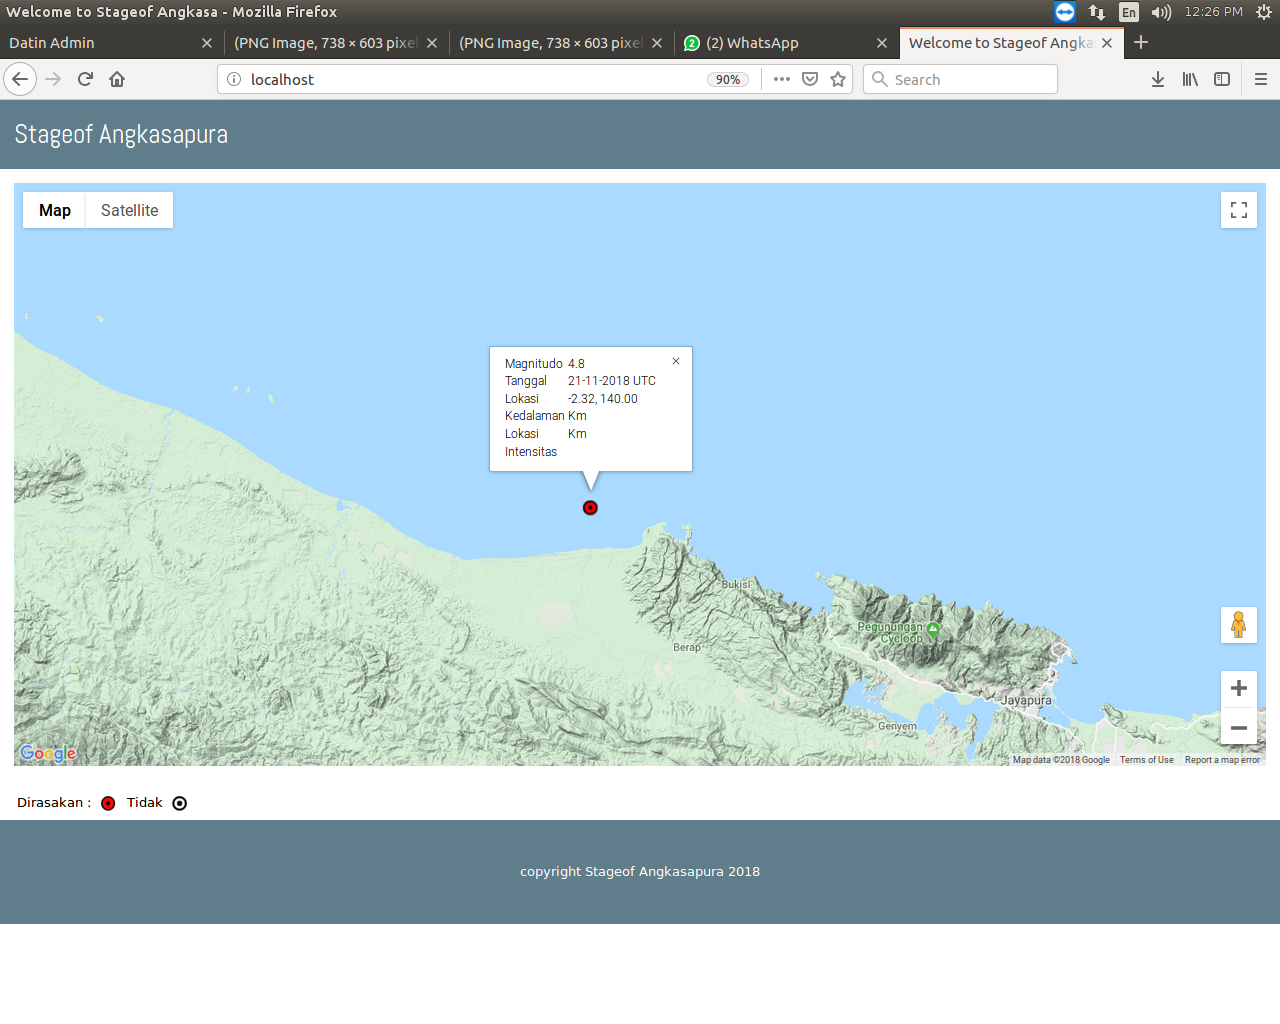 Welcome to Stageof Angkasa - Mozilla Firefox
En
12:26 PM
Datin Admin
(PNG Image, 738 × 603 pixel
(PNG Image, 738 × 603 pixel
2
(2) WhatsApp
Welcome to Stageof Angka
localhost
90%
Search
Stageof Angkasapura
Map
Satellite
Magnitudo 4.8
Tanggal 21-11-2018 UTC
Lokasi -2.32, 140.00
Kedalaman Km
Lokasi Km
Intensitas
Bukisi
Pegunungan
Cycloop
Berap
Jayapura
Genyem
Google
Map data ©2018 Google
Terms of Use
Report a map error
Dirasakan :
Tidak
copyright Stageof Angkasapura 2018